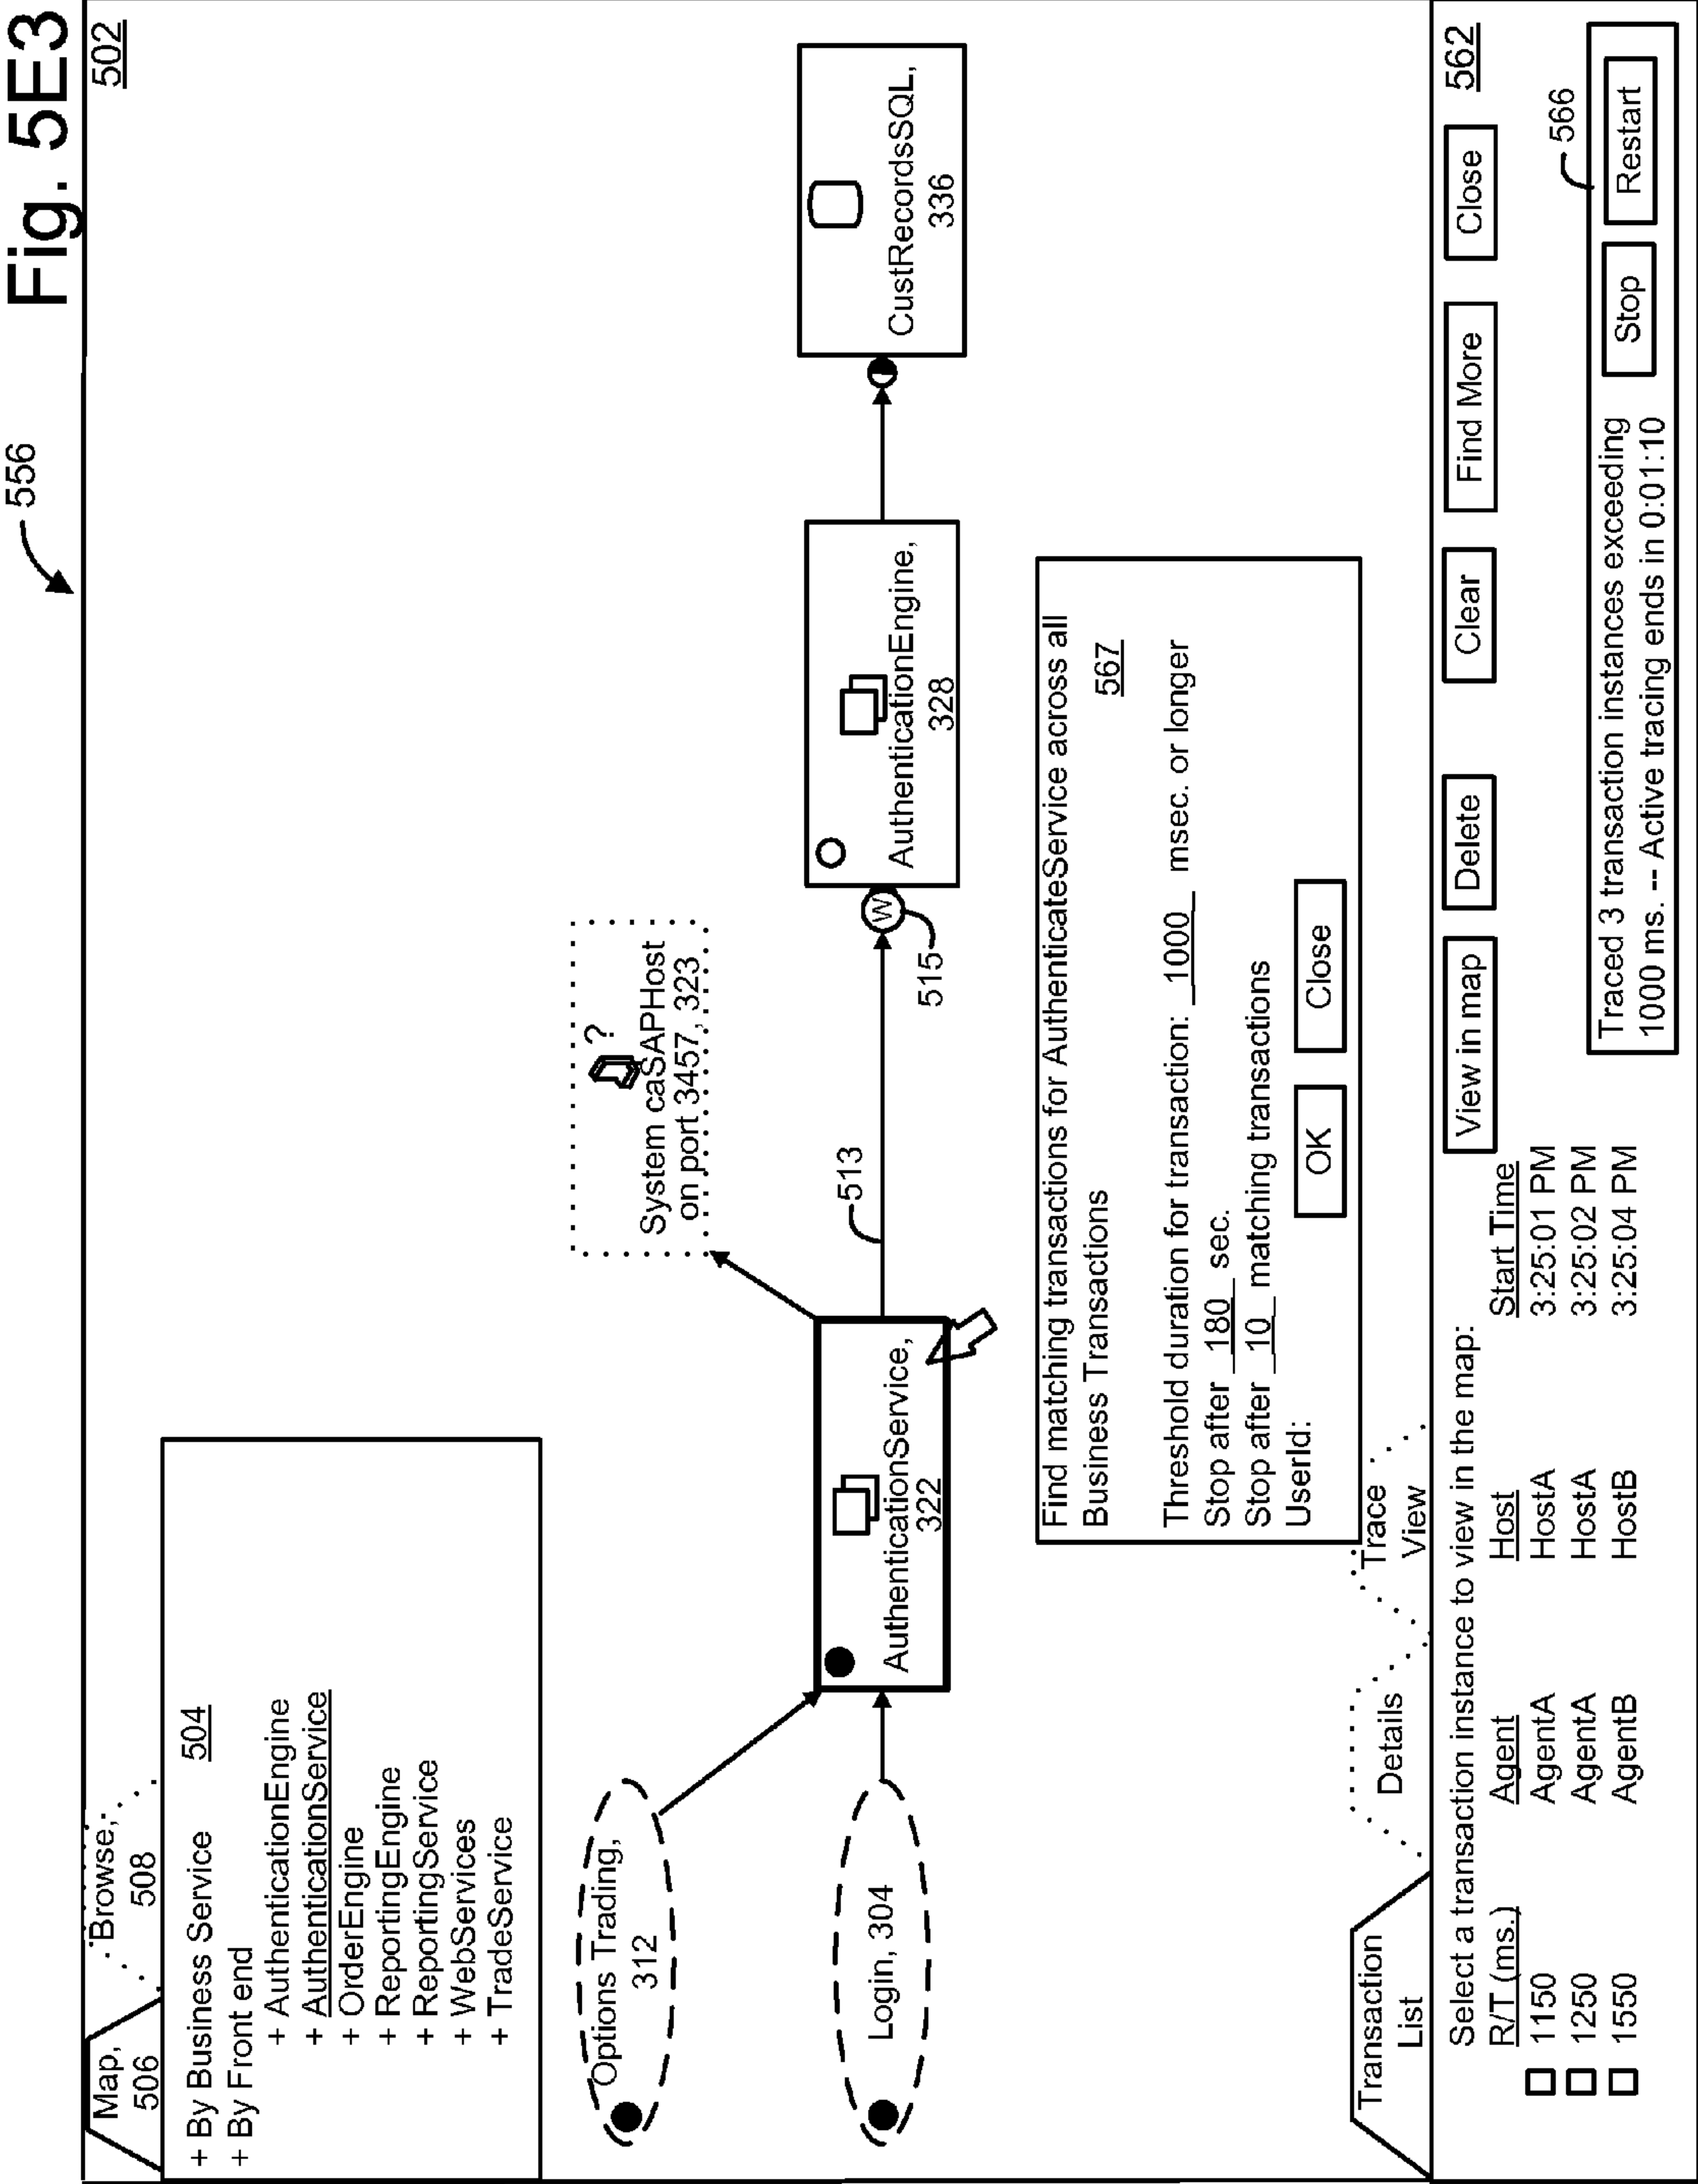 Fig. 5E3
556
502
Map,
506
Browse,
508
+ By Business Service 504
+ By Front end
+ AuthenticationEngine
+ AuthenticationService
+ OrderEngine
+ ReportingEngine
+ ReportingService
+ WebServices
+ TradeService
Options Trading,
312
Login, 304
AuthenticationService,
322
?
System caSAPHost
on port 3457, 323
513
W
515
AuthenticationEngine,
328
CustRecordsSQL,
336
Find matching transactions for AuthenticateService across all
Business Transactions 567
Threshold duration for transaction: _1000_ msec. or longer
Stop after _180_ sec.
Stop after _10_ matching transactions
UserId:
OK
Close
Transaction
List
Details
Trace
View
Select a transaction instance to view in the map:
View in map
Delete
Clear
Find More
Close
562
R/T (ms.) Agent Host Start Time
1150 AgentA HostA 3:25:01 PM
1250 AgentA HostA 3:25:02 PM
1550 AgentB HostB 3:25:04 PM
566
Traced 3 transaction instances exceeding
1000 ms. -- Active tracing ends in 0:01:10
Stop
Restart